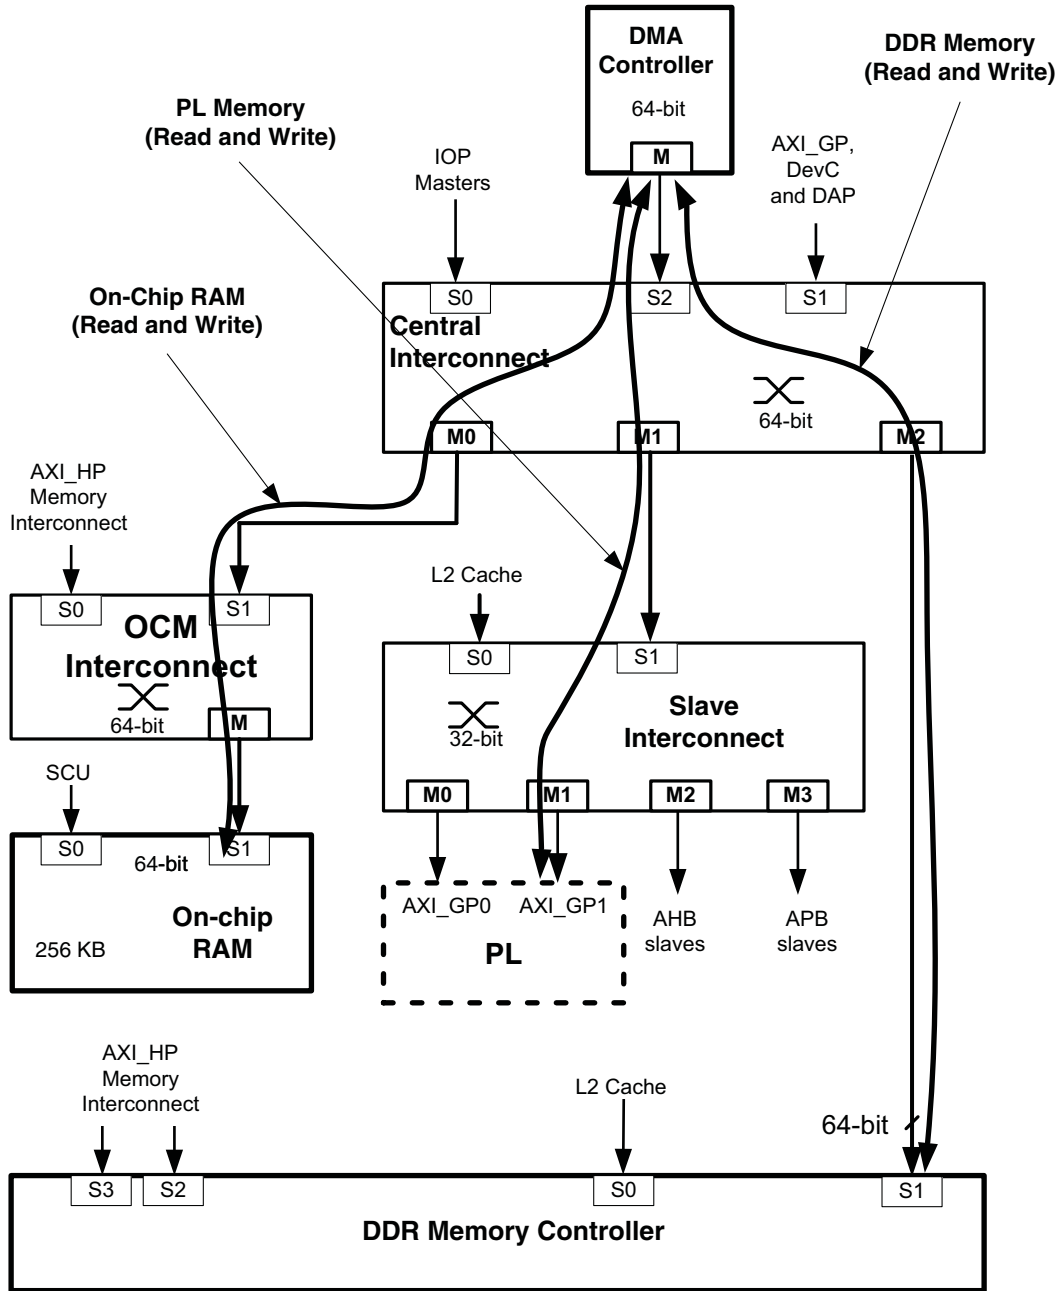 DMA
Controller
64-bit
M
DDR Memory
(Read and Write)
PL Memory
(Read and Write)
IOP
Masters
AXI_GP,
DevC
and DAP
On-Chip RAM
(Read and Write)
S0
S2
S1
Central
Interconnect
64-bit
M0
M1
M2
AXI_HP
Memory
Interconnect
L2 Cache
S0
S1
OCM
Interconnect
64-bit
M
S0
S1
32-bit
Slave
Interconnect
M0
M1
M2
M3
SCU
S0
64-bit
S1
On-chip
RAM
256 KB
AXI_GP0
AXI_GP1
PL
AHB
slaves
APB
slaves
AXI_HP
Memory
Interconnect
L2 Cache
64-bit
S3
S2
S0
S1
DDR Memory Controller